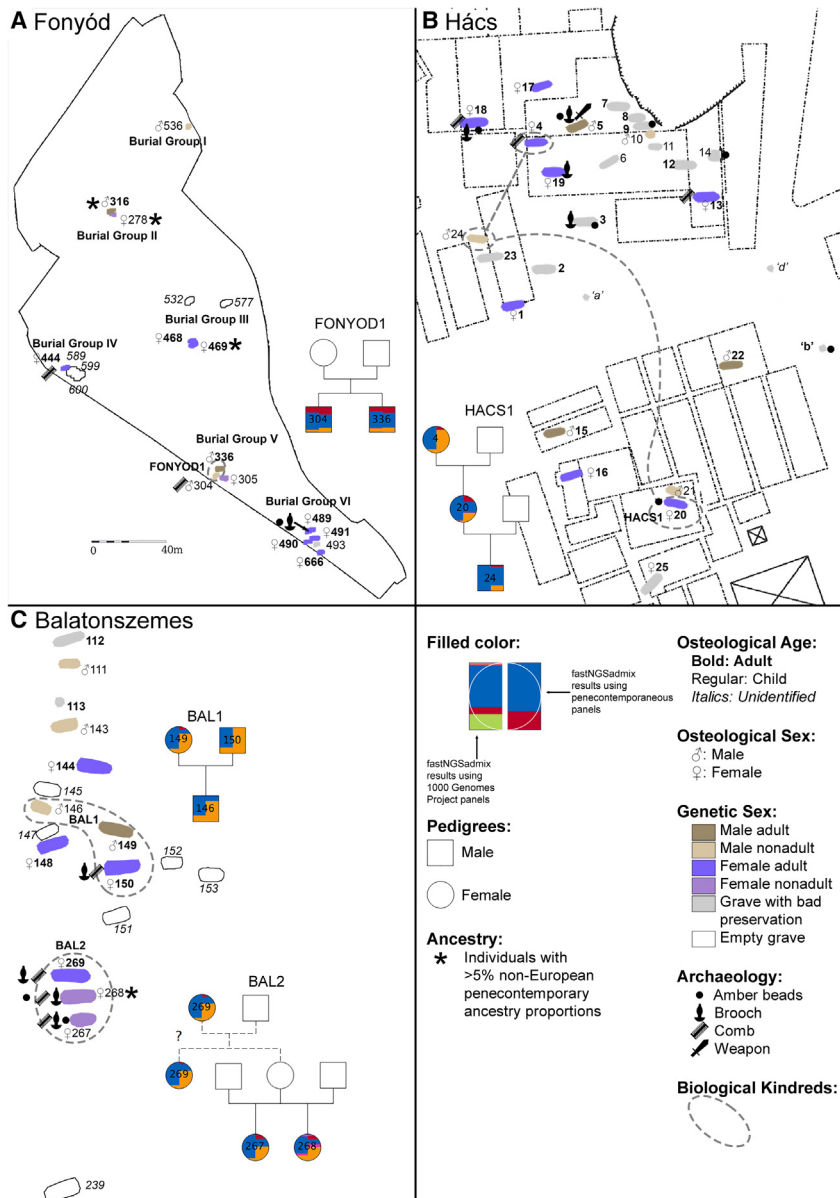 A Fonyód
♂536
Burial Group I
* ♂316
♀278 *
Burial Group II
532
577
Burial Group III
♀468
♀469 *
Burial Group IV
♀444
589
599
600
Burial Group V
♂336
FONYOD1
♂304
♀305
Burial Group VI
♀489
♀491
♀490
493
♀666
0 40m
FONYOD1
304
336
B Hács
♀17
♀18
♀4
♂5
7
8
9
♂10
11
6
12
14
♀19
♀13
3
♂24
23
2
'a'
'd'
♀1
'b'
♂22
♂15
♀16
♂21
HACS1 ♀20
♀25
HACS1
4
20
24
C Balatonszemes
112
♂111
113
♂143
♀144
145
♂146
BAL1
147
♂149
♀148
♀150
152
153
151
BAL1
149
150
146
BAL2
♀269
♀268 *
♀267
239
BAL2
269
?
269
267
268
Filled color:
fastNGSadmix
results using
penecontemporaneous
panels
fastNGSadmix
results using
1000 Genomes
Project panels
Pedigrees:
Male
Female
Ancestry:
* Individuals with
>5% non-European
penecontemporary
ancestry proportions
Osteological Age:
Bold: Adult
Regular: Child
Italics: Unidentified
Osteological Sex:
♂: Male
♀: Female
Genetic Sex:
Male adult
Male nonadult
Female adult
Female nonadult
Grave with bad
preservation
Empty grave
Archaeology:
Amber beads
Brooch
Comb
Weapon
Biological Kindreds: